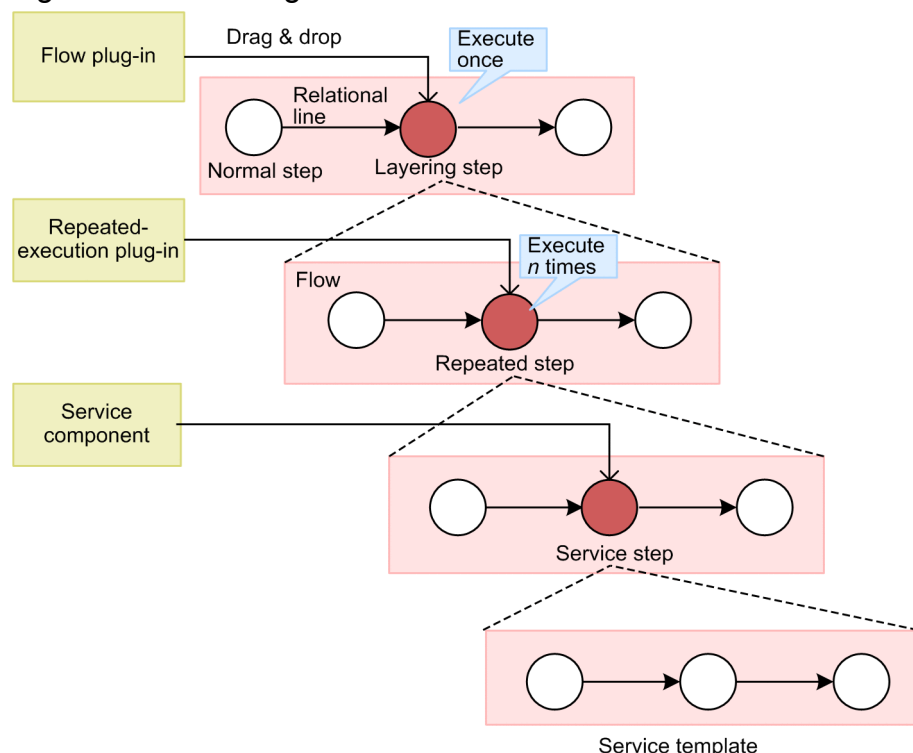 Flow plug-in
Drag & drop
Execute
once
Relational
line
Normal step
Layering step
Repeated-
execution plug-in
Execute
n times
Flow
Repeated step
Service
component
Service step
Service template